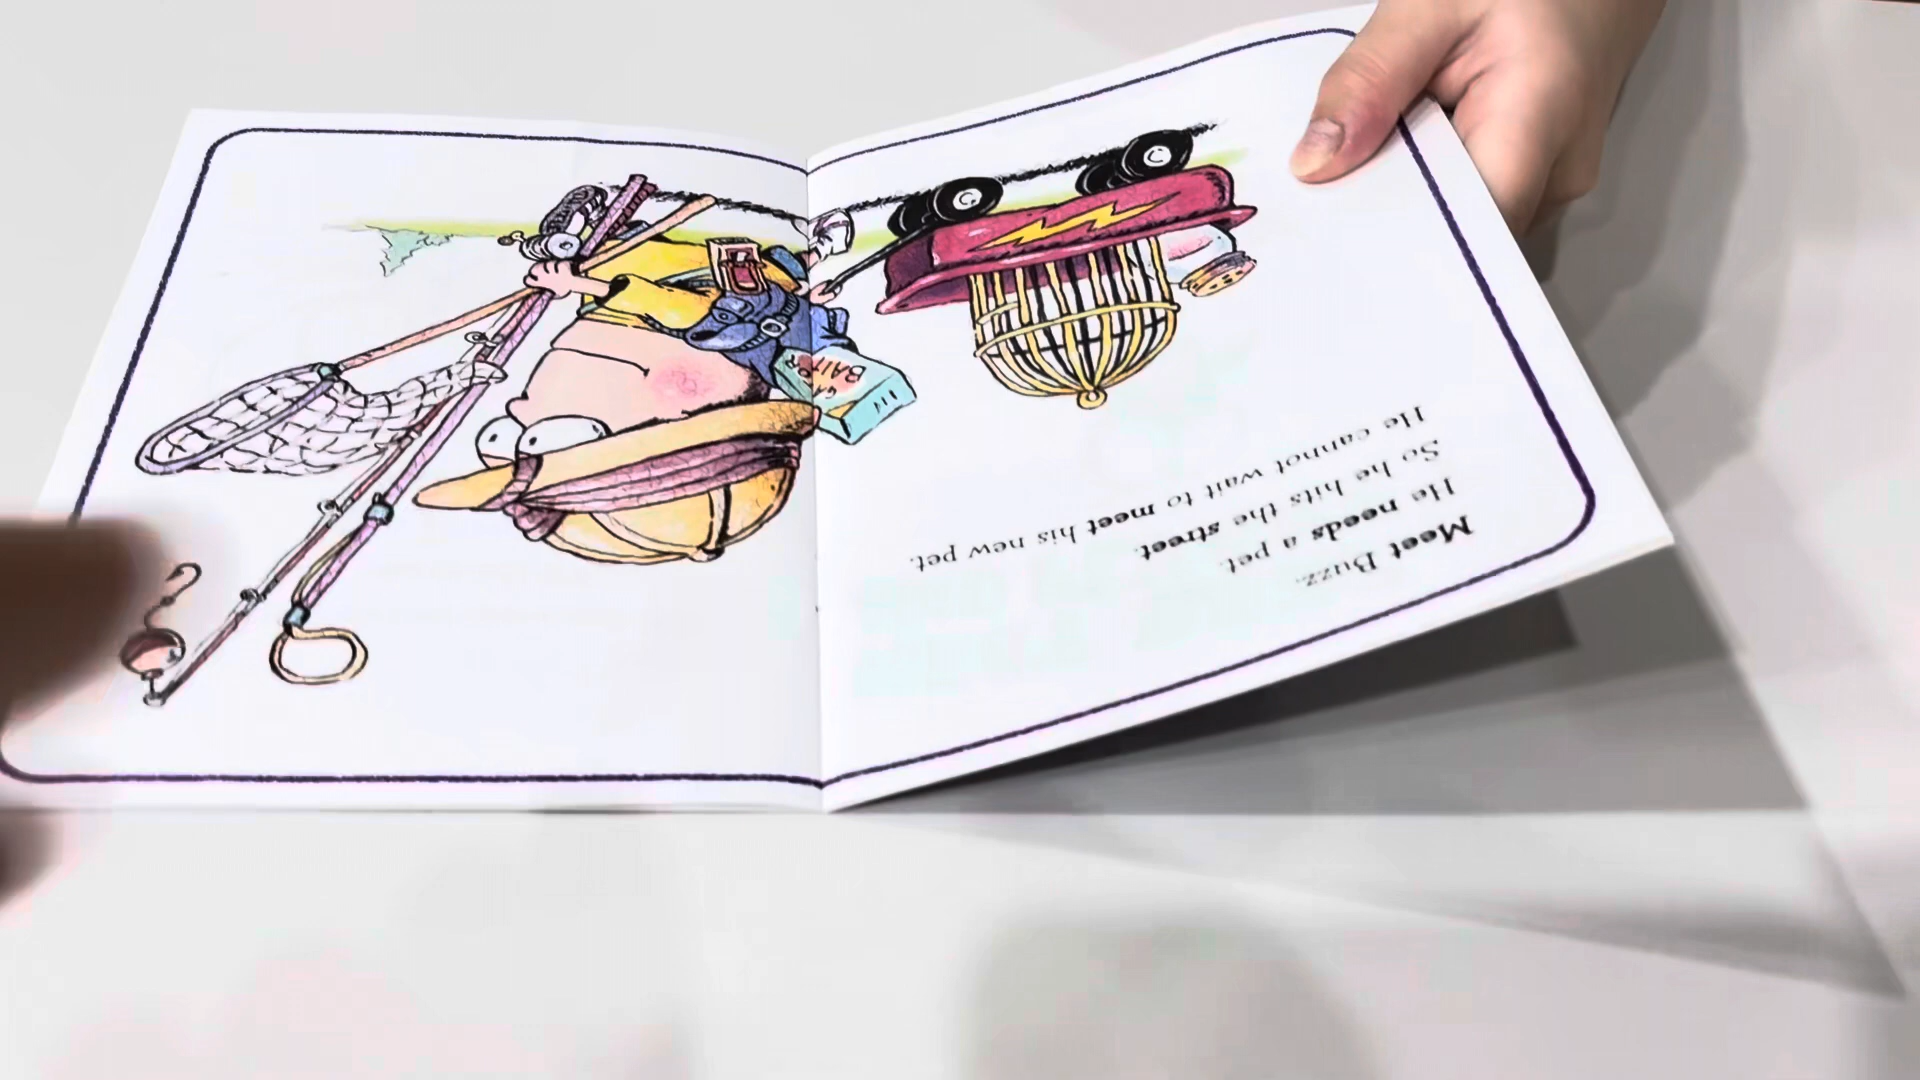 Meet Buzz.
He needs a pet.
So he hits the street.
He cannot wait to meet his new pet.
GATOR
BAIT